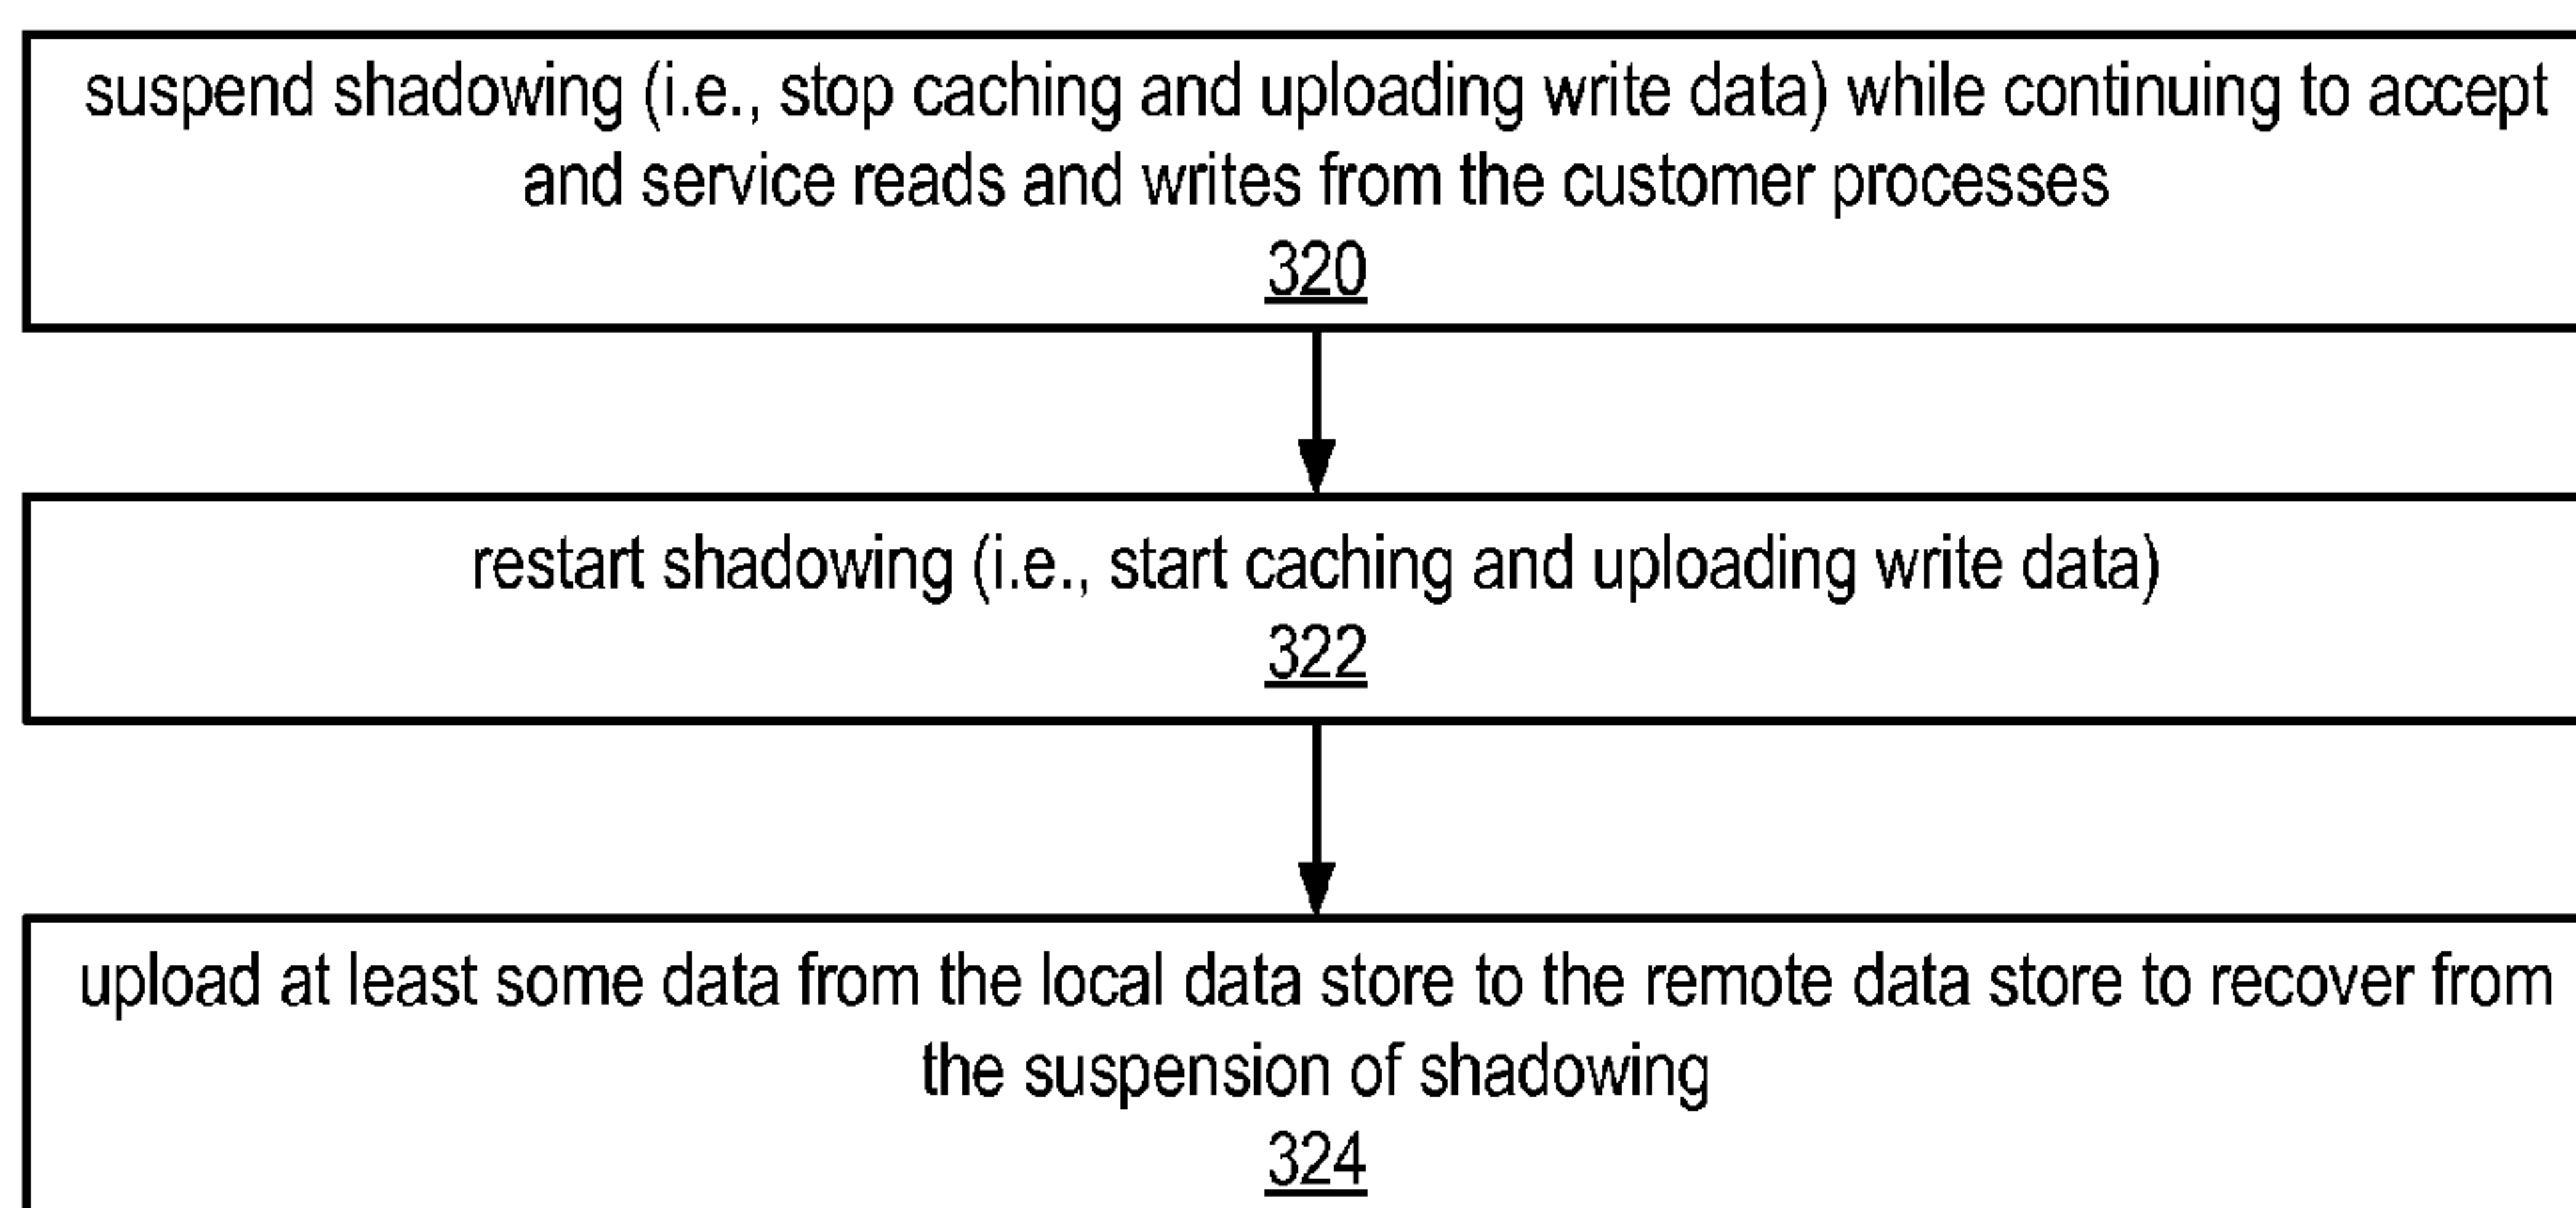 suspend shadowing (i.e., stop caching and uploading write data) while continuing to accept
and service reads and writes from the customer processes
320
restart shadowing (i.e., start caching and uploading write data)
322
upload at least some data from the local data store to the remote data store to recover from
the suspension of shadowing
324